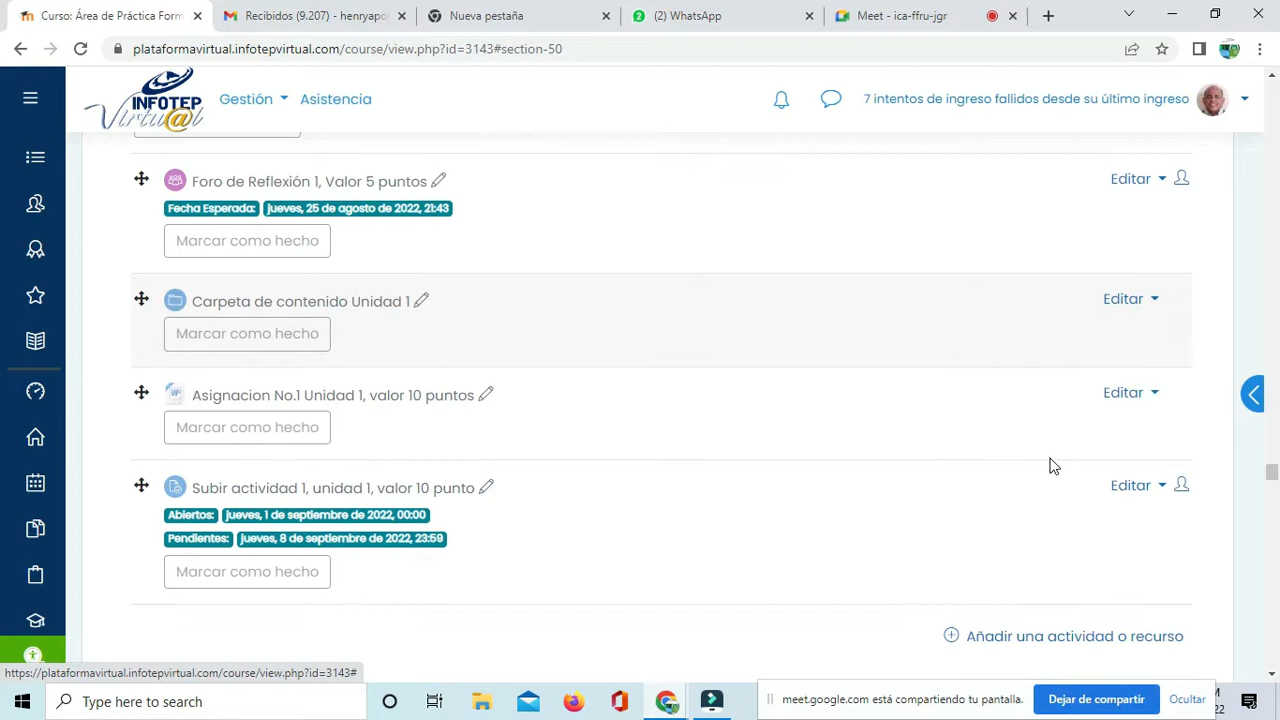 Curso: Área de Práctica Form
Recibidos (9.207) - henryapol
Nueva pestaña
(2) WhatsApp
Meet - ica-ffru-jgr
plataformavirtual.infotepvirtual.com/course/view.php?id=3143#section-50
INFOTEP
Virtu@l
Gestión
Asistencia
7 intentos de ingreso fallidos desde su último ingreso
Foro de Reflexión 1, Valor 5 puntos
Editar
Fecha Esperada: jueves, 25 de agosto de 2022, 21:43
Marcar como hecho
Carpeta de contenido Unidad 1
Editar
Marcar como hecho
Asignacion No.1 Unidad 1, valor 10 puntos
Editar
Marcar como hecho
Subir actividad 1, unidad 1, valor 10 punto
Editar
Abiertos: jueves, 1 de septiembre de 2022, 00:00
Pendientes: jueves, 8 de septiembre de 2022, 23:59
Marcar como hecho
Añadir una actividad o recurso
https://plataformavirtual.infotepvirtual.com/course/view.php?id=3143#
Type here to search
meet.google.com está compartiendo tu pantalla.
Dejar de compartir
Ocultar